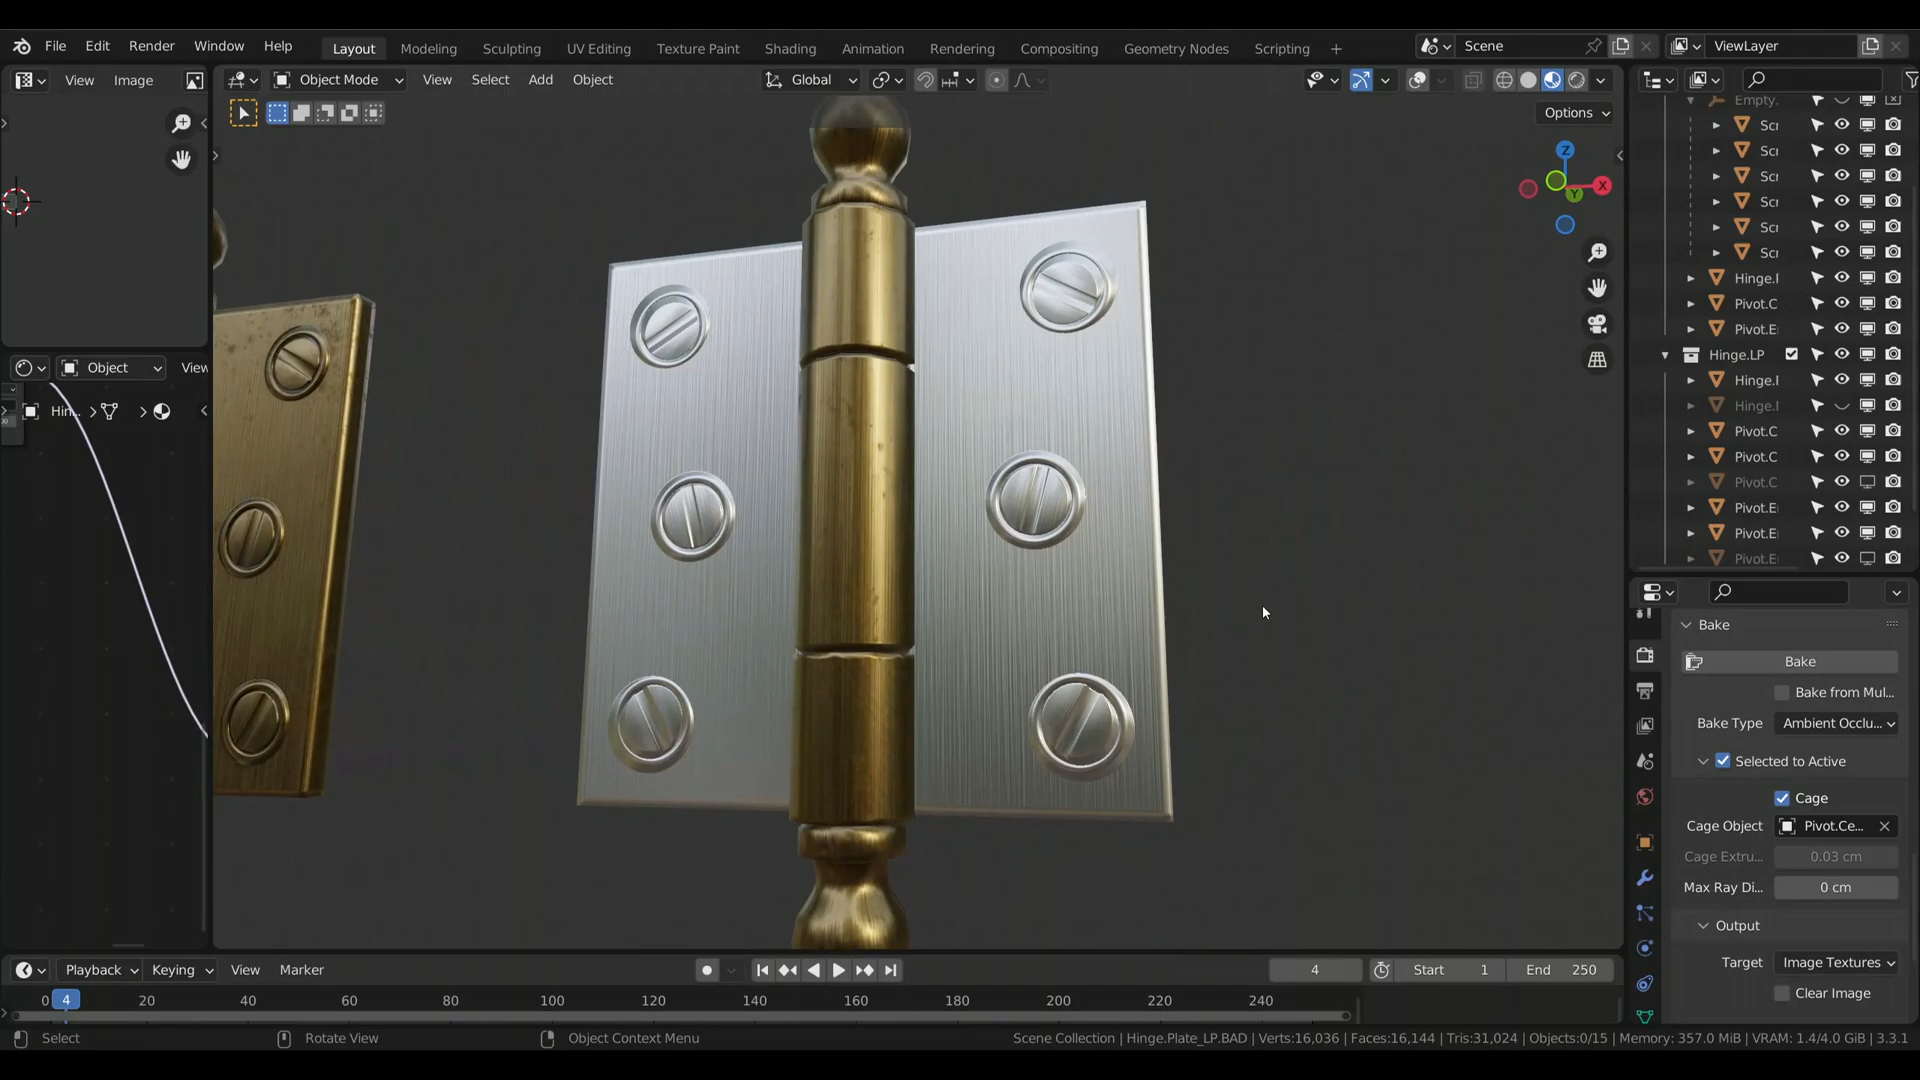 File Edit Render Window Help Layout Modeling Sculpting UV Editing Texture Paint Shading Animation Rendering Compositing Geometry Nodes Scripting + Scene ViewLayer
View Image Object Mode View Select Add Object Global
Options
Z
X
Y
Empty.
Scr
Scr
Scr
Scr
Scr
Scr
Hinge.I
Pivot.C
Pivot.E
Hinge.LP
Hinge.I
Hinge.I
Pivot.C
Pivot.C
Pivot.C
Pivot.E
Pivot.E
Pivot.E
Object View
Hin..
Bake
Bake
Bake from Mul...
Bake Type Ambient Occlu...
Selected to Active
Cage
Cage Object Pivot.Ce...
Cage Extru... 0.03 cm
Max Ray Di... 0 cm
Output
Target Image Textures
Clear Image
Playback Keying View Marker 4 Start 1 End 250
0 4 20 40 60 80 100 120 140 160 180 200 220 240
Select Rotate View Object Context Menu Scene Collection | Hinge.Plate_LP.BAD | Verts:16,036 | Faces:16,144 | Tris:31,024 | Objects:0/15 | Memory: 357.0 MiB | VRAM: 1.4/4.0 GiB | 3.3.1